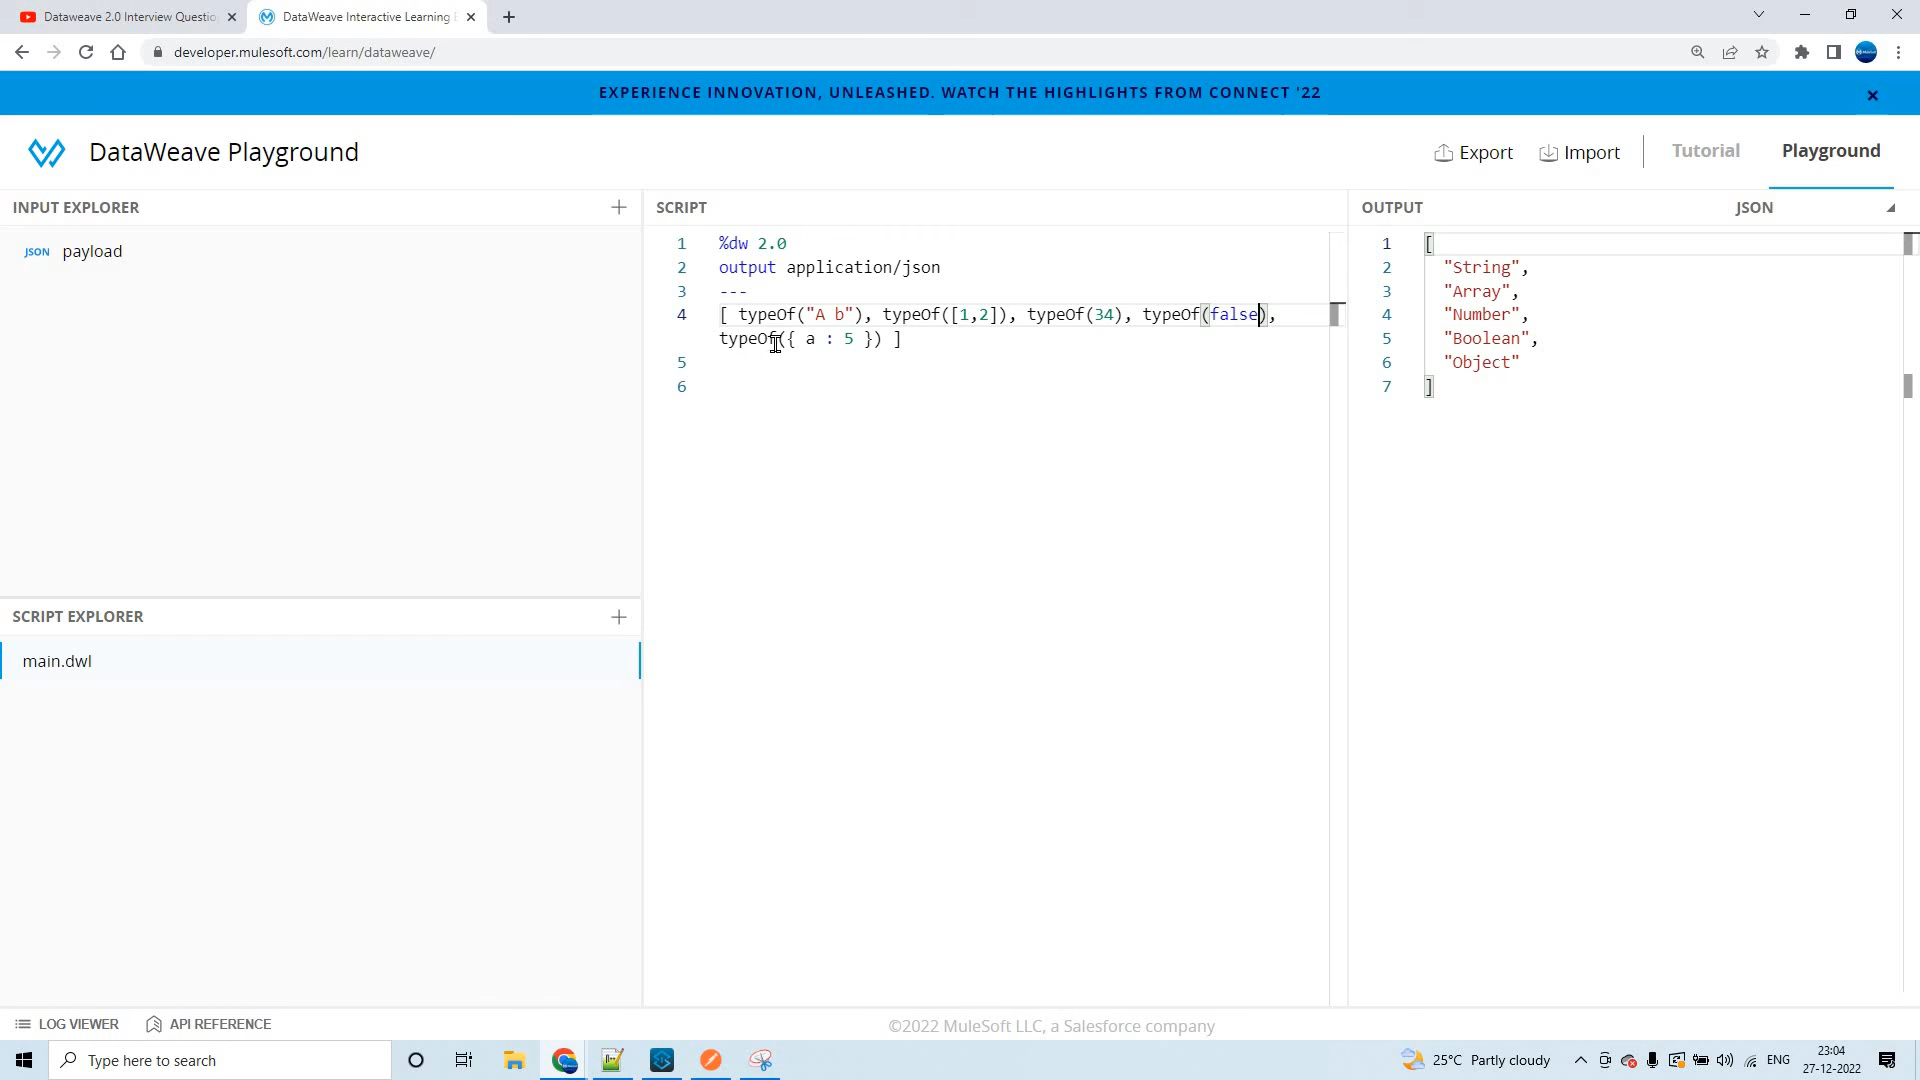 Dataweave 2.0 Interview Questio
DataWeave Interactive Learning
developer.mulesoft.com/learn/dataweave/
EXPERIENCE INNOVATION, UNLEASHED. WATCH THE HIGHLIGHTS FROM CONNECT '22
DataWeave Playground
Export
Import
Tutorial
Playground
INPUT EXPLORER
JSON payload
SCRIPT EXPLORER
main.dwl
SCRIPT
1 %dw 2.0
2 output application/json
3 ---
4 [ typeOf("A b"), typeOf([1,2]), typeOf(34), typeOf(false),
typeOf({ a : 5 }) ]
5
6
OUTPUT
JSON
1 [
2 "String",
3 "Array",
4 "Number",
5 "Boolean",
6 "Object"
7 ]
LOG VIEWER
API REFERENCE
©2022 MuleSoft LLC, a Salesforce company
Type here to search
25°C Partly cloudy
ENG
23:04
27-12-2022